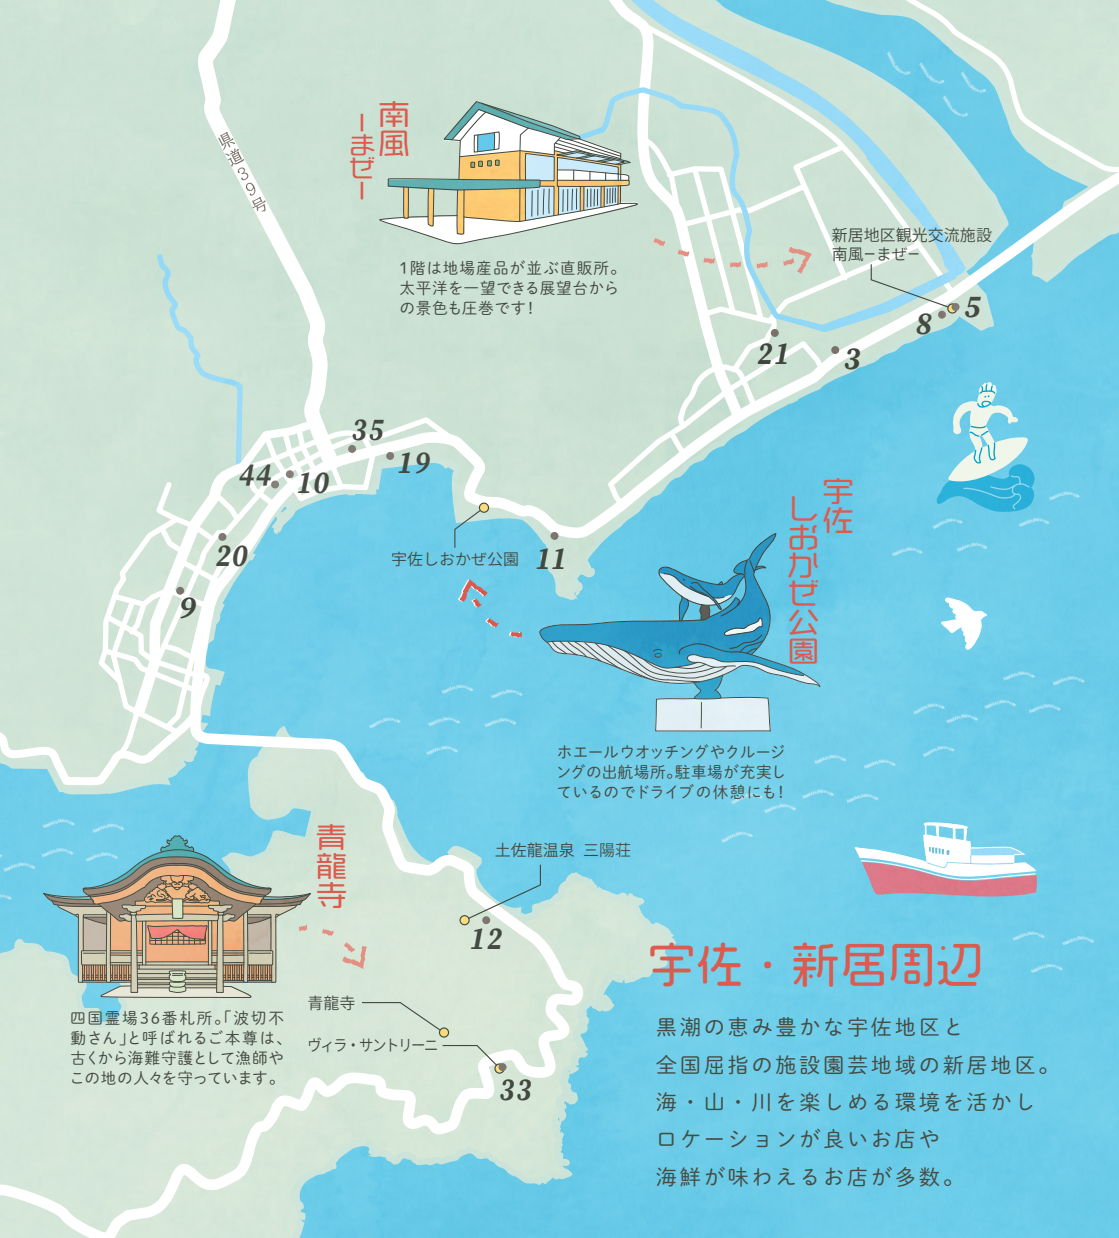 県道39号
南風
ーまぜー
1階は地場産品が並ぶ直販所。
太平洋を一望できる展望台から
の景色も圧巻です！
新居地区観光交流施設
南風ーまぜー
5
8
21
3
35
19
44
10
20
9
宇佐しおかぜ公園
11
宇佐
しおかぜ公園
ホエールウオッチングやクルージ
ングの出航場所。駐車場が充実し
ているのでドライブの休憩にも！
青龍寺
四国霊場36番札所。「波切不
動さん」と呼ばれるご本尊は、
古くから海難守護として漁師や
この地の人々を守っています。
土佐龍温泉 三陽荘
12
青龍寺
ヴィラ・サントリーニ
33
宇佐・新居周辺
黒潮の恵み豊かな宇佐地区と
全国屈指の施設園芸地域の新居地区。
海・山・川を楽しめる環境を活かし
ロケーションが良いお店や
海鮮が味わえるお店が多数。